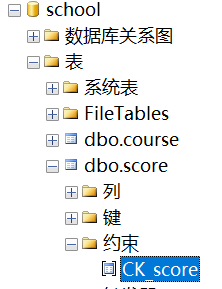 school
数据库关系图
表
系统表
FileTables
dbo.course
dbo.score
列
键
约束
CK_score